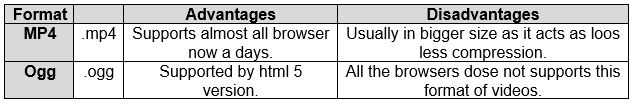 Format Advantages Disadvantages
MP4 .mp4 Supports almost all browser now a days. Usually in bigger size as it acts as loos less compression.
Ogg .ogg Supported by html 5 version. All the browsers dose not supports this format of videos.